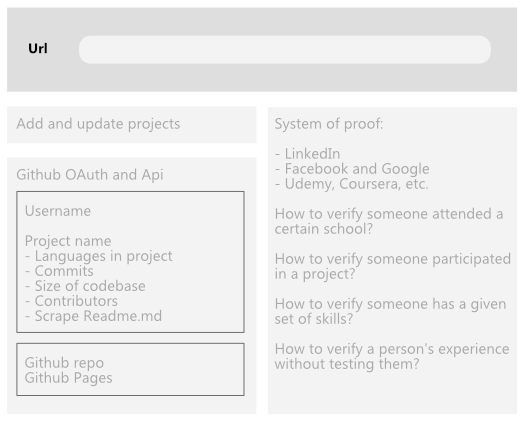 Url
Add and update projects
Github OAuth and Api
Username
Project name
- Languages in project
- Commits
- Size of codebase
- Contributors
- Scrape Readme.md
Github repo
Github Pages
System of proof:
- LinkedIn
- Facebook and Google
- Udemy, Coursera, etc.
How to verify someone attended a
certain school?
How to verify someone participated
in a project?
How to verify someone has a given
set of skills?
How to verify a person's experience
without testing them?